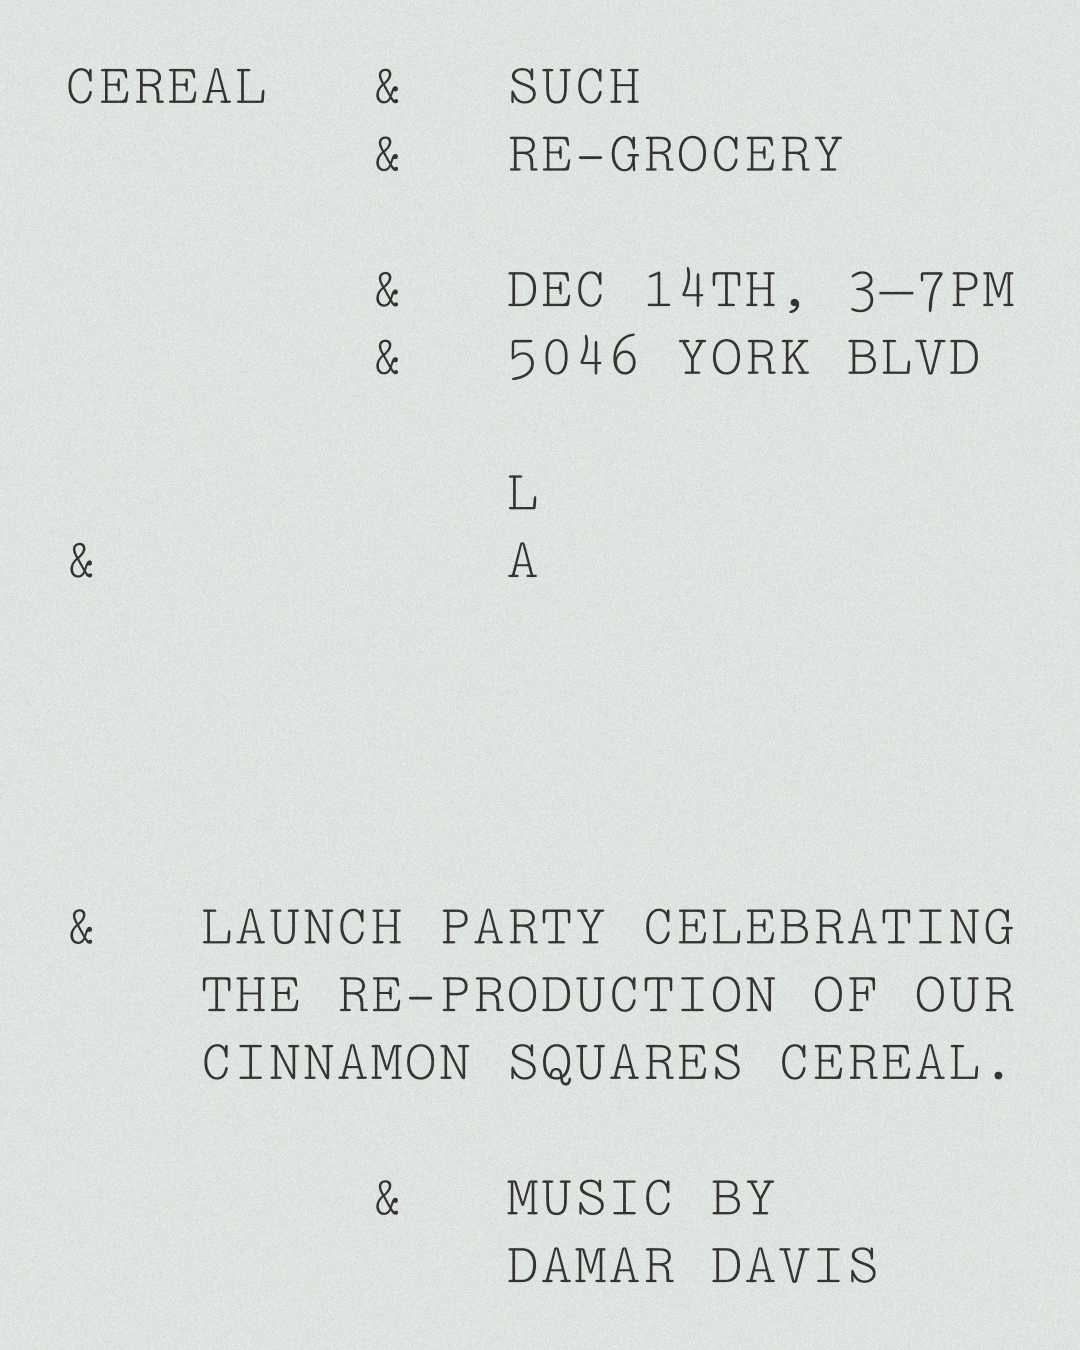 CEREAL & SUCH
& RE-GROCERY
& DEC 14TH, 3–7PM
& 5046 YORK BLVD
L
& A
& LAUNCH PARTY CELEBRATING
THE RE-PRODUCTION OF OUR
CINNAMON SQUARES CEREAL.
& MUSIC BY
DAMAR DAVIS